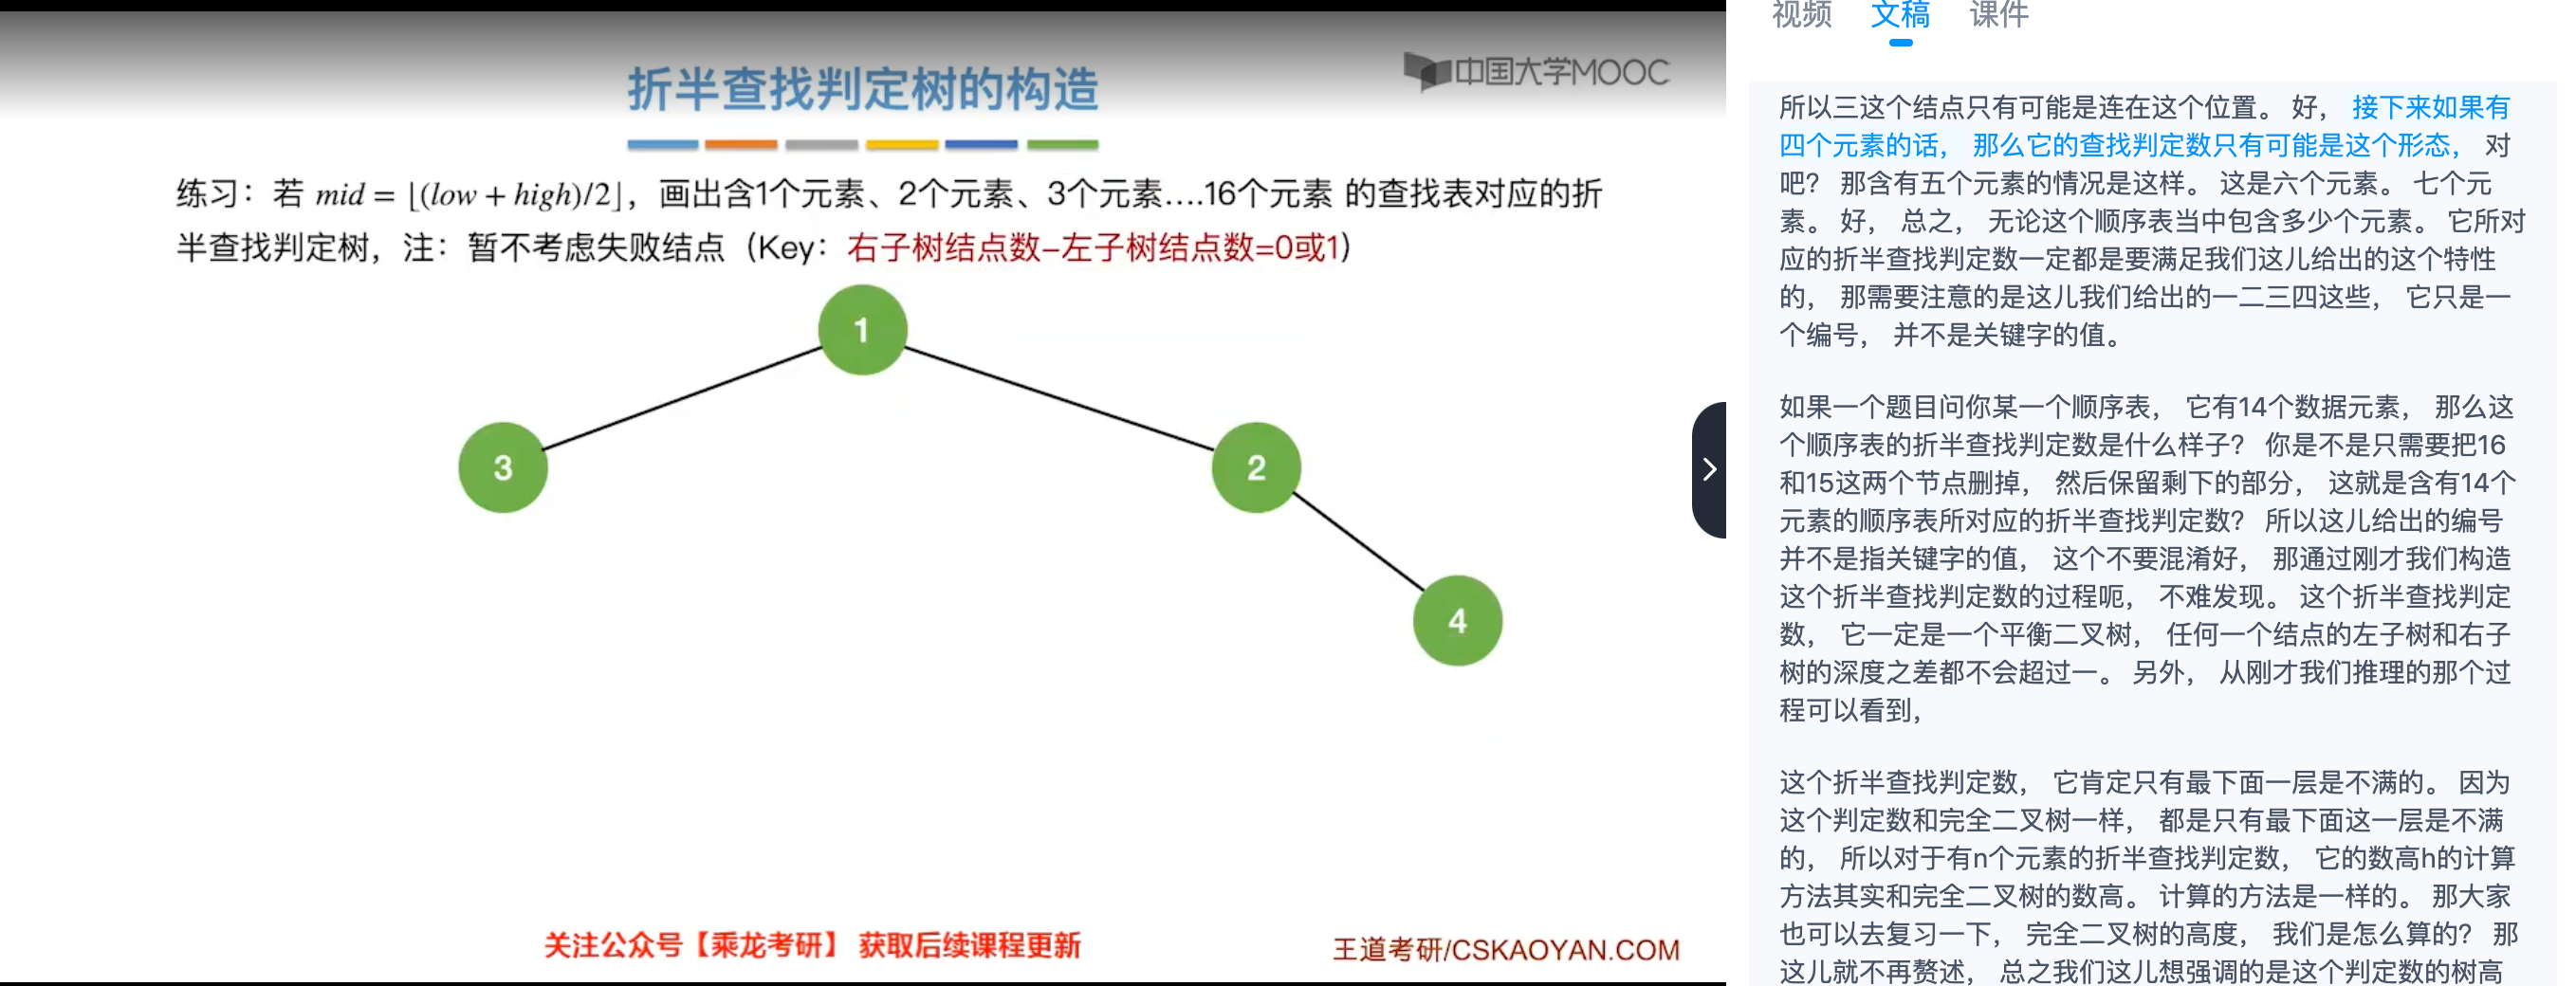 折半查找判定树的构造
中国大学MOOC
练习：若 mid = ⌊(low + high)/2⌋，画出含1个元素、2个元素、3个元素....16个元素 的查找表对应的折
半查找判定树，注：暂不考虑失败结点（Key：右子树结点数–左子树结点数=0或1）
1
3
2
4
关注公众号【乘龙考研】 获取后续课程更新
王道考研/CSKAOYAN.COM
视频 文稿 课件
所以三这个结点只有可能是连在这个位置。 好， 接下来如果有
四个元素的话， 那么它的查找判定数只有可能是这个形态， 对
吧？ 那含有五个元素的情况是这样。 这是六个元素。 七个元
素。 好， 总之， 无论这个顺序表当中包含多少个元素。 它所对
应的折半查找判定数一定都是要满足我们这儿给出的这个特性
的， 那需要注意的是这儿我们给出的一二三四这些， 它只是一
个编号， 并不是关键字的值。
如果一个题目问你某一个顺序表， 它有14个数据元素， 那么这
个顺序表的折半查找判定数是什么样子？ 你是不是只需要把16
和15这两个节点删掉， 然后保留剩下的部分， 这就是含有14个
元素的顺序表所对应的折半查找判定数？ 所以这儿给出的编号
并不是指关键字的值， 这个不要混淆好， 那通过刚才我们构造
这个折半查找判定数的过程呃， 不难发现。 这个折半查找判定
数， 它一定是一个平衡二叉树， 任何一个结点的左子树和右子
树的深度之差都不会超过一。 另外， 从刚才我们推理的那个过
程可以看到，
这个折半查找判定数， 它肯定只有最下面一层是不满的。 因为
这个判定数和完全二叉树一样， 都是只有最下面这一层是不满
的， 所以对于有n个元素的折半查找判定数， 它的数高h的计算
方法其实和完全二叉树的数高。 计算的方法是一样的。 那大家
也可以去复习一下， 完全二叉树的高度， 我们是怎么算的？ 那
这儿就不再赘述， 总之我们这儿想强调的是这个判定数的树高